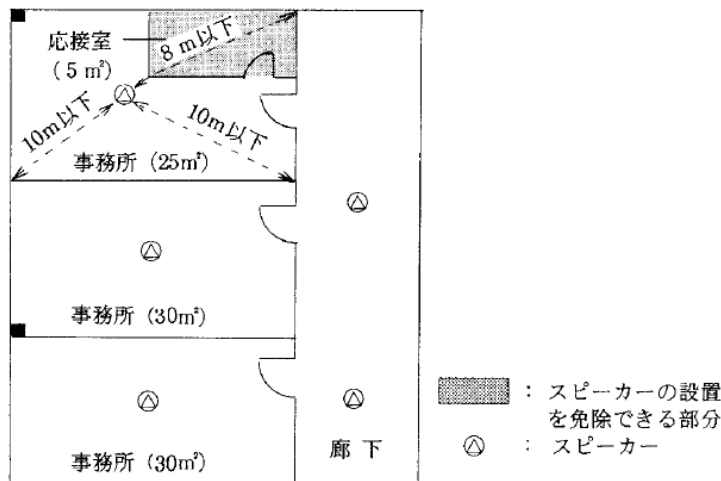 応接室
(5㎡)
8m以下
10m以下
10m以下
事務所 (25㎡)
事務所 (30㎡)
事務所 (30㎡)
廊下
: スピーカーの設置
を免除できる部分
: スピーカー